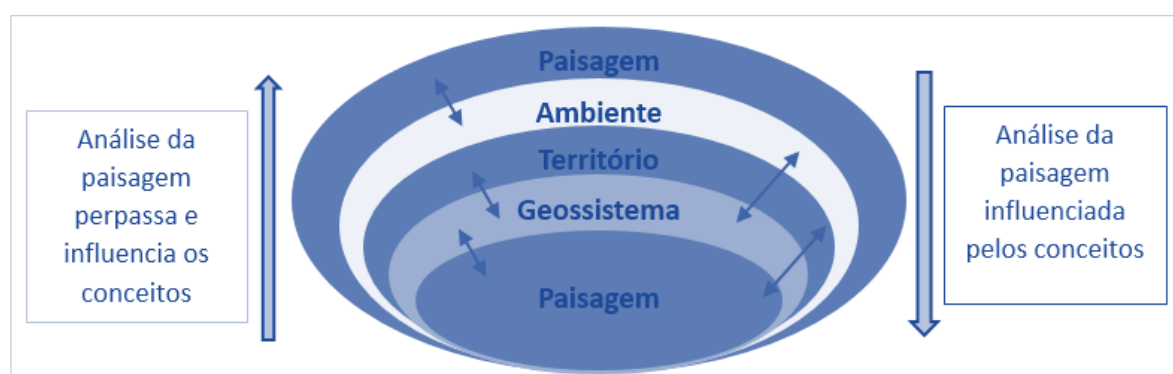 Paisagem
Ambiente
Território
Geossistema
Paisagem
Análise da
paisagem
perpassa e
influencia os
conceitos
Análise da
paisagem
influenciada
pelos conceitos